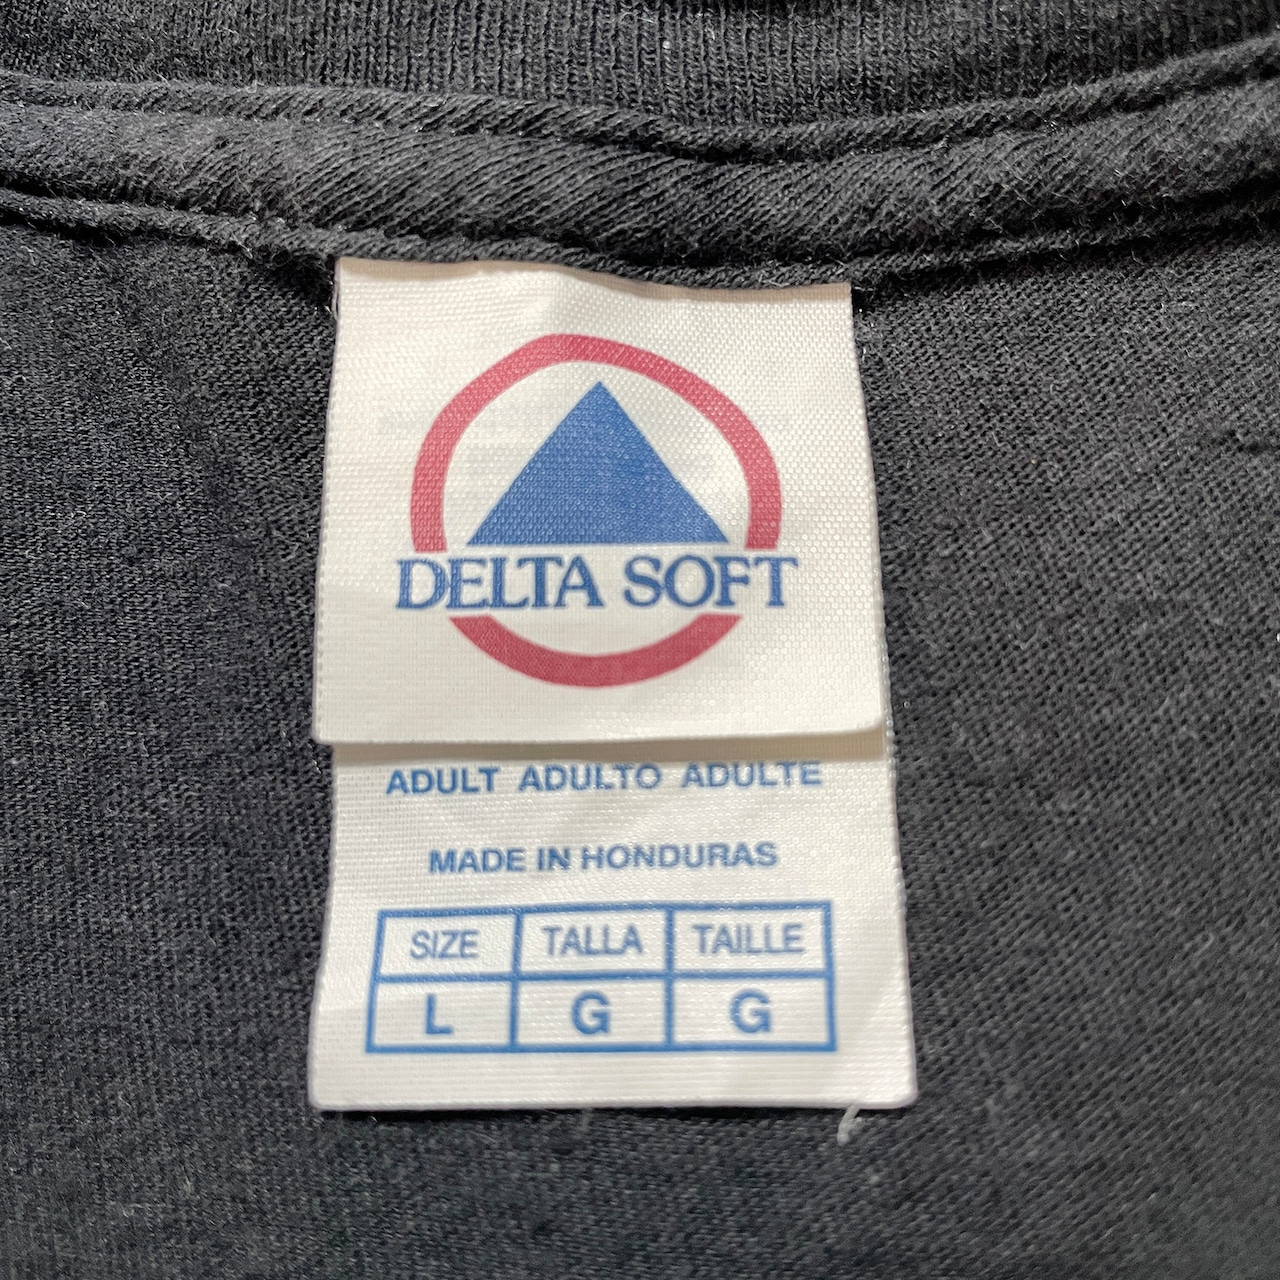 DELTA SOFT
ADULT ADULTO ADULTE
MADE IN HONDURAS
SIZE TALLA TAILLE
L G G